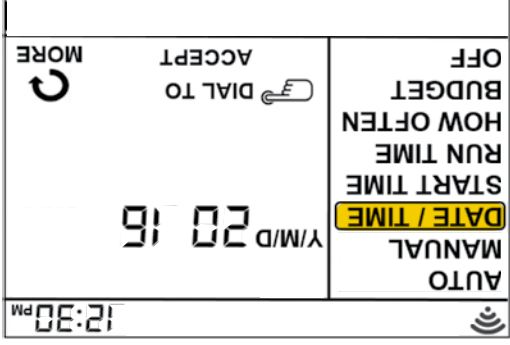 12:30 PM
AUTO
MANUAL
DATE / TIME
START TIME
RUN TIME
HOW OFTEN
BUDGET
OFF
Y/M/D 20 16
DIAL TO
ACCEPT
MORE